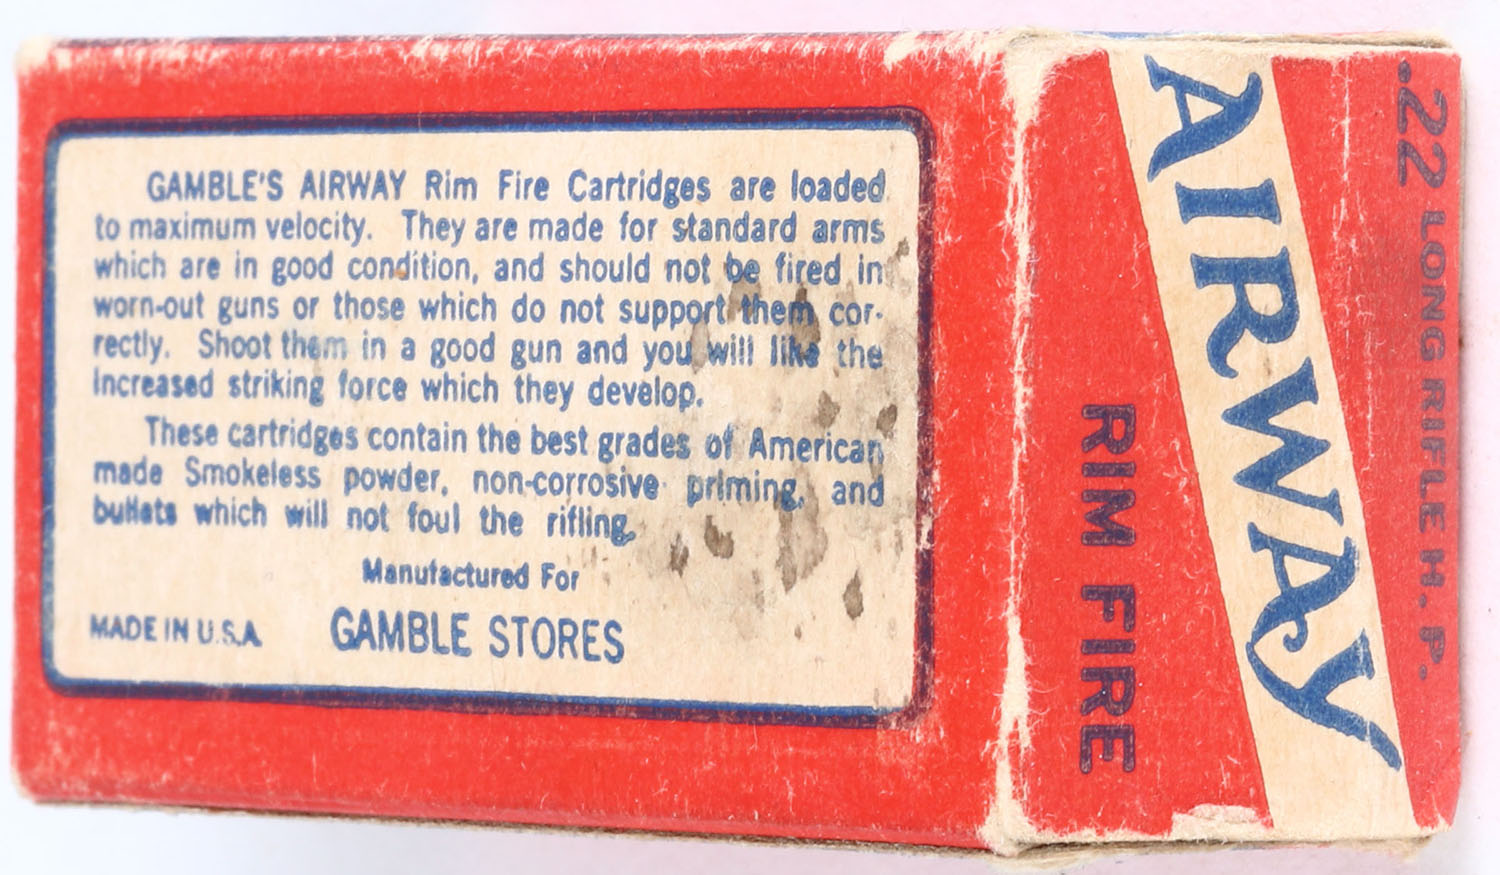 GAMBLE'S AIRWAY Rim Fire Cartridges are loaded
to maximum velocity. They are made for standard arms
which are in good condition, and should not be fired in
worn-out guns or those which do not support them cor-
rectly. Shoot them in a good gun and you will like the
increased striking force which they develop.
These cartridges contain the best grades of American
made Smokeless powder, non-corrosive priming, and
bullets which will not foul the rifling.
Manufactured For
MADE IN U.S.A. GAMBLE STORES
.22 LONG RIFLE H. P.
AIRWAY
RIM FIRE